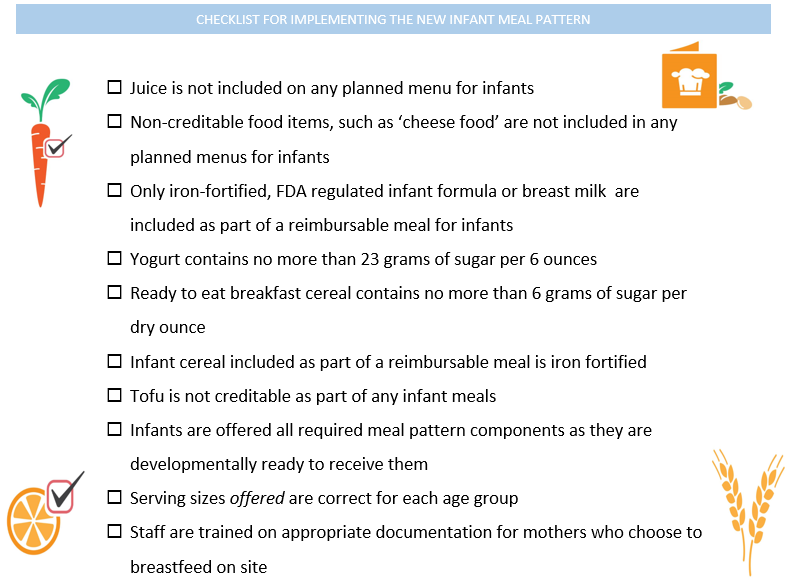 CHECKLIST FOR IMPLEMENTING THE NEW INFANT MEAL PATTERN
☐ Juice is not included on any planned menu for infants
☐ Non-creditable food items, such as ‘cheese food’ are not included in any
planned menus for infants
☐ Only iron-fortified, FDA regulated infant formula or breast milk  are
included as part of a reimbursable meal for infants
☐ Yogurt contains no more than 23 grams of sugar per 6 ounces
☐ Ready to eat breakfast cereal contains no more than 6 grams of sugar per
dry ounce
☐ Infant cereal included as part of a reimbursable meal is iron fortified
☐ Tofu is not creditable as part of any infant meals
☐ Infants are offered all required meal pattern components as they are
developmentally ready to receive them
☐ Serving sizes offered are correct for each age group
☐ Staff are trained on appropriate documentation for mothers who choose to
breastfeed on site